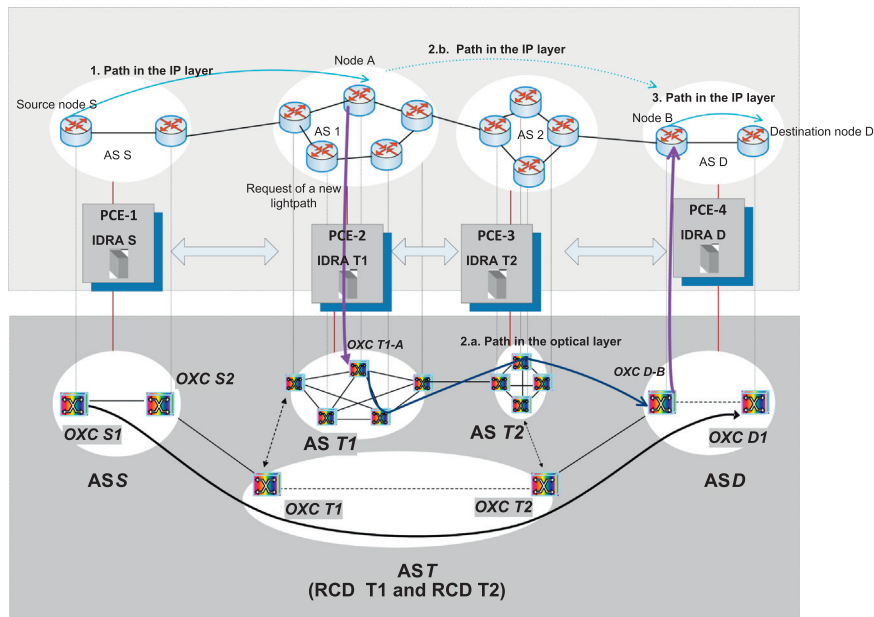 Node A
2.b. Path in the IP layer
1. Path in the IP layer
3. Path in the IP layer
Source node S
Node B
Destination node D
AS S
AS 1
AS 2
AS D
Request of a new
lightpath
PCE-1
IDRA S
PCE-2
IDRA T1
PCE-3
IDRA T2
PCE-4
IDRA D
OXC T1-A
2.a. Path in the optical layer
OXC S2
OXC D-B
OXC S1
AS T1
AS T2
OXC D1
AS S
AS D
OXC T1
OXC T2
AS T
(RCD T1 and RCD T2)